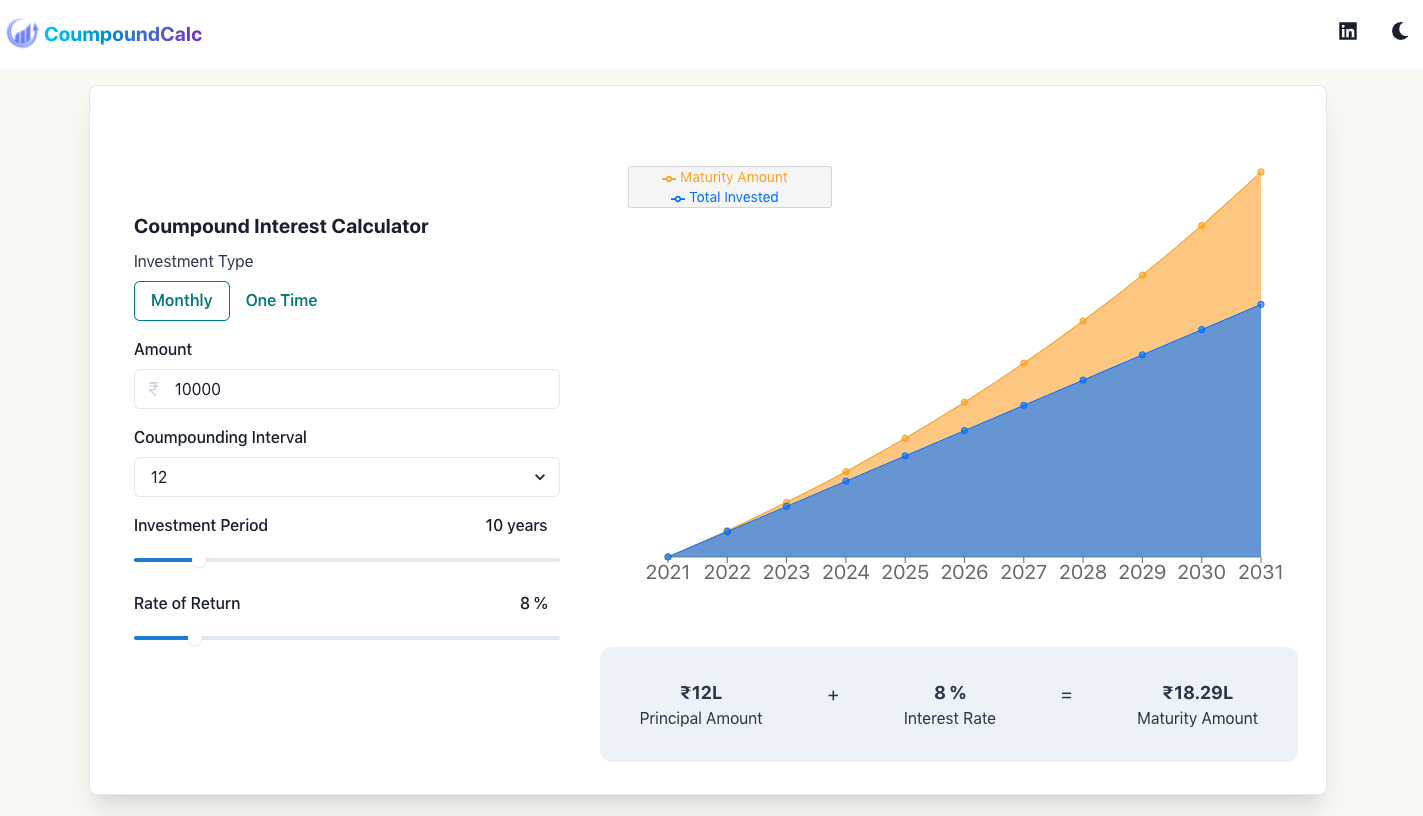 CoumpoundCalc
Coumpound Interest Calculator
Investment Type
Monthly One Time
Amount
₹ 10000
Coumpounding Interval
12
Investment Period 10 years
Rate of Return 8 %
Maturity Amount
Total Invested
2021 2022 2023 2024 2025 2026 2027 2028 2029 2030 2031
₹12L + 8 % = ₹18.29L
Principal Amount Interest Rate Maturity Amount